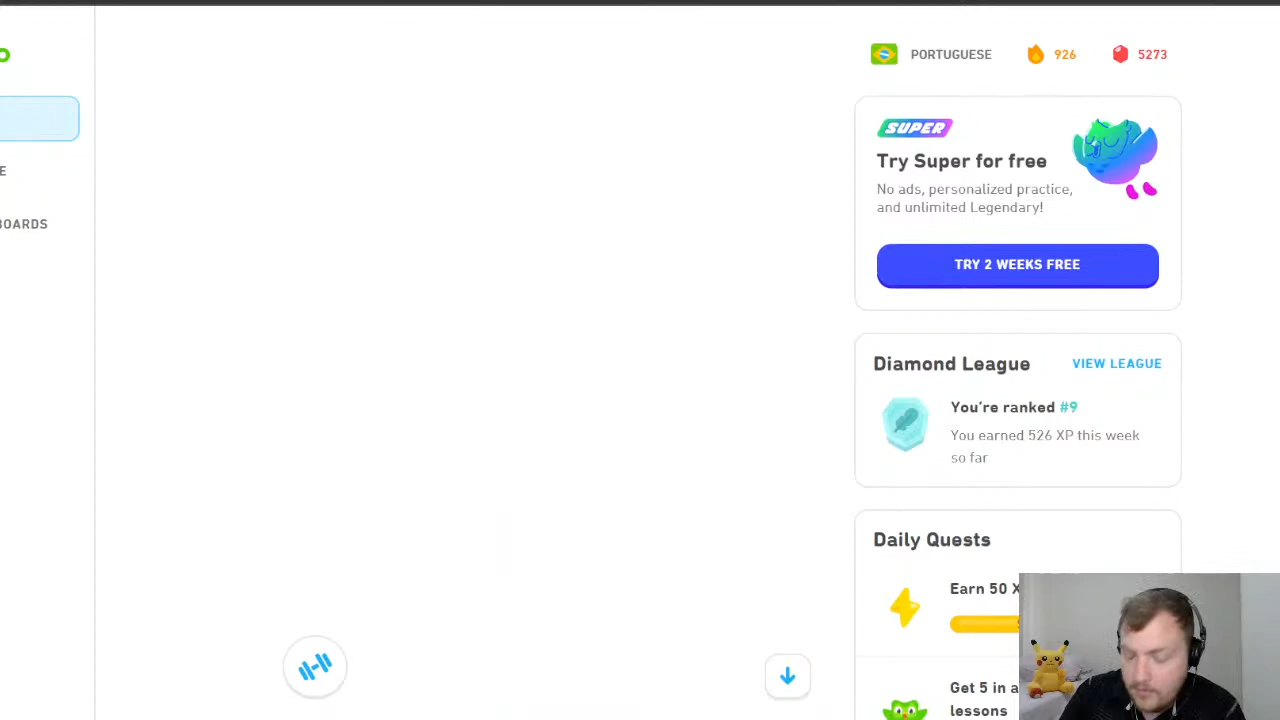 PORTUGUESE 926 5273
SUPER
Try Super for free
No ads, personalized practice,
and unlimited Legendary!
TRY 2 WEEKS FREE
BOARDS
Diamond League VIEW LEAGUE
You're ranked #9
You earned 526 XP this week
so far
Daily Quests
Earn 50 X
Get 5 in a
lessons